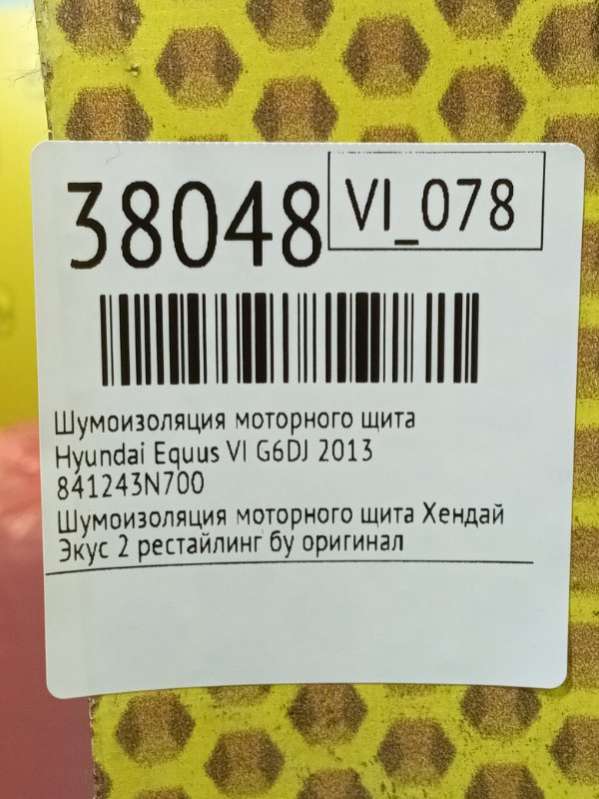 38048
VI_078
Шумоизоляция моторного щита
Hyundai Equus VI G6DJ 2013
841243N700
Шумоизоляция моторного щита Хендай
Экус 2 рестайлинг бу оригинал